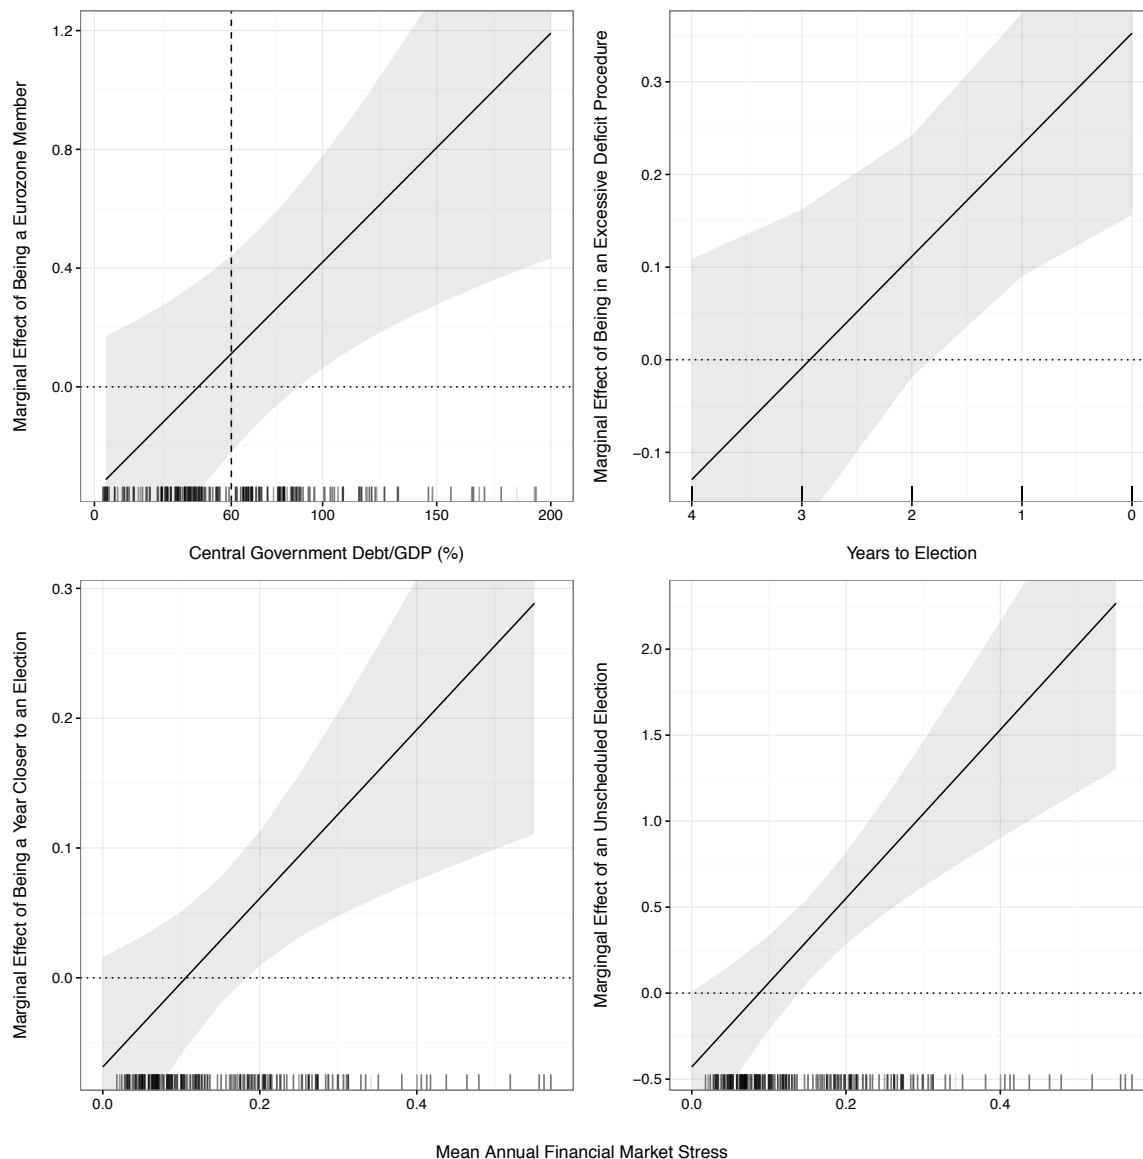 Marginal Effect of Being a Eurozone Member
1.2
0.8
0.4
0.0
0 60 100 150 200
Central Government Debt/GDP (%)
Marginal Effect of Being in an Excessive Deficit Procedure
0.3
0.2
0.1
0.0
−0.1
4 3 2 1 0
Years to Election
Marginal Effect of Being a Year Closer to an Election
0.3
0.2
0.1
0.0
0.0 0.2 0.4
Margingal Effect of an Unscheduled Election
2.0
1.5
1.0
0.5
0.0
−0.5
0.0 0.2 0.4
Mean Annual Financial Market Stress